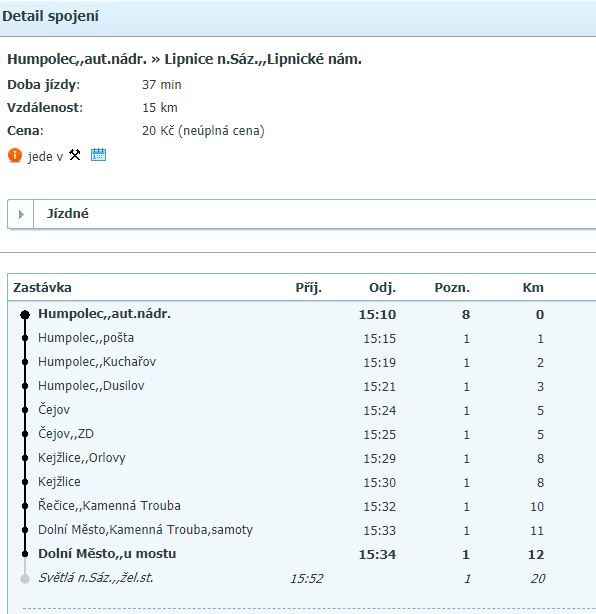 Detail spojení
Humpolec,,aut.nádr. » Lipnice n.Sáz.,,Lipnické nám.
Doba jízdy: 37 min
Vzdálenost: 15 km
Cena: 20 Kč (neúplná cena)
jede v ⚒
Jízdné
Zastávka Příj. Odj. Pozn. Km
Humpolec,,aut.nádr. 15:10 8 0
Humpolec,,pošta 15:15 1 1
Humpolec,,Kuchařov 15:19 1 2
Humpolec,,Dusilov 15:21 1 3
Čejov 15:24 1 5
Čejov,,ZD 15:25 1 5
Kejžlice,,Orlovy 15:29 1 8
Kejžlice 15:30 1 8
Řečice,,Kamenná Trouba 15:32 1 10
Dolní Město,Kamenná Trouba,samoty 15:33 1 11
Dolní Město,,u mostu 15:34 1 12
Světlá n.Sáz.,,žel.st. 15:52 1 20